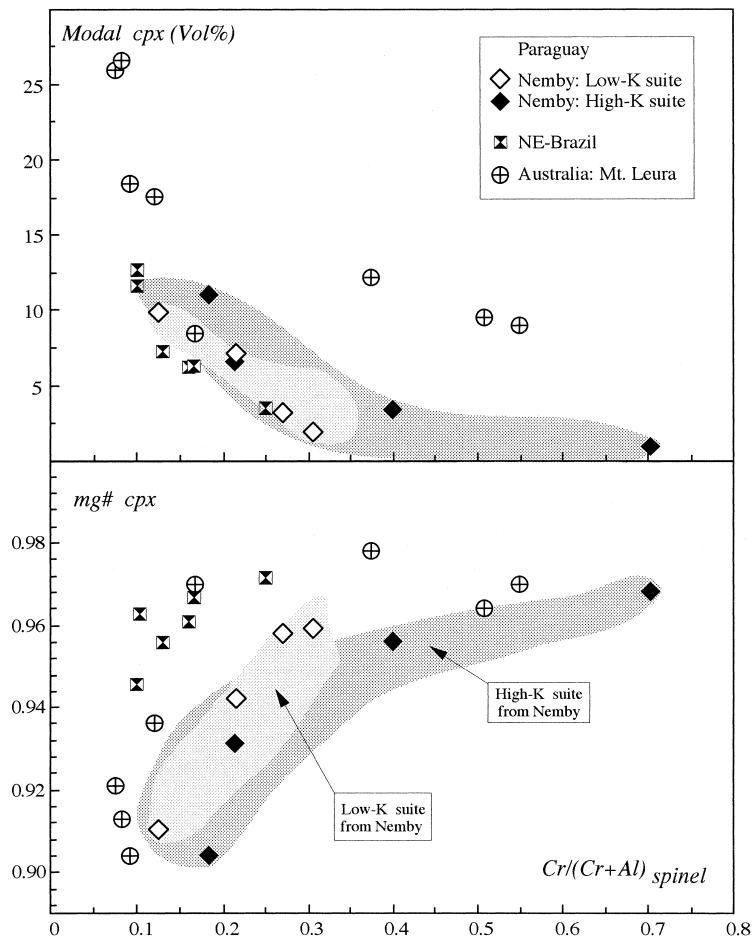 Modal cpx (Vol%)
Paraguay
Nemby: Low-K suite
Nemby: High-K suite
NE-Brazil
Australia: Mt. Leura
25
20
15
10
5
mg# cpx
0.98
0.96
0.94
0.92
0.90
High-K suite
from Nemby
Low-K suite
from Nemby
Cr/(Cr+Al) spinel
0 0.1 0.2 0.3 0.4 0.5 0.6 0.7 0.8